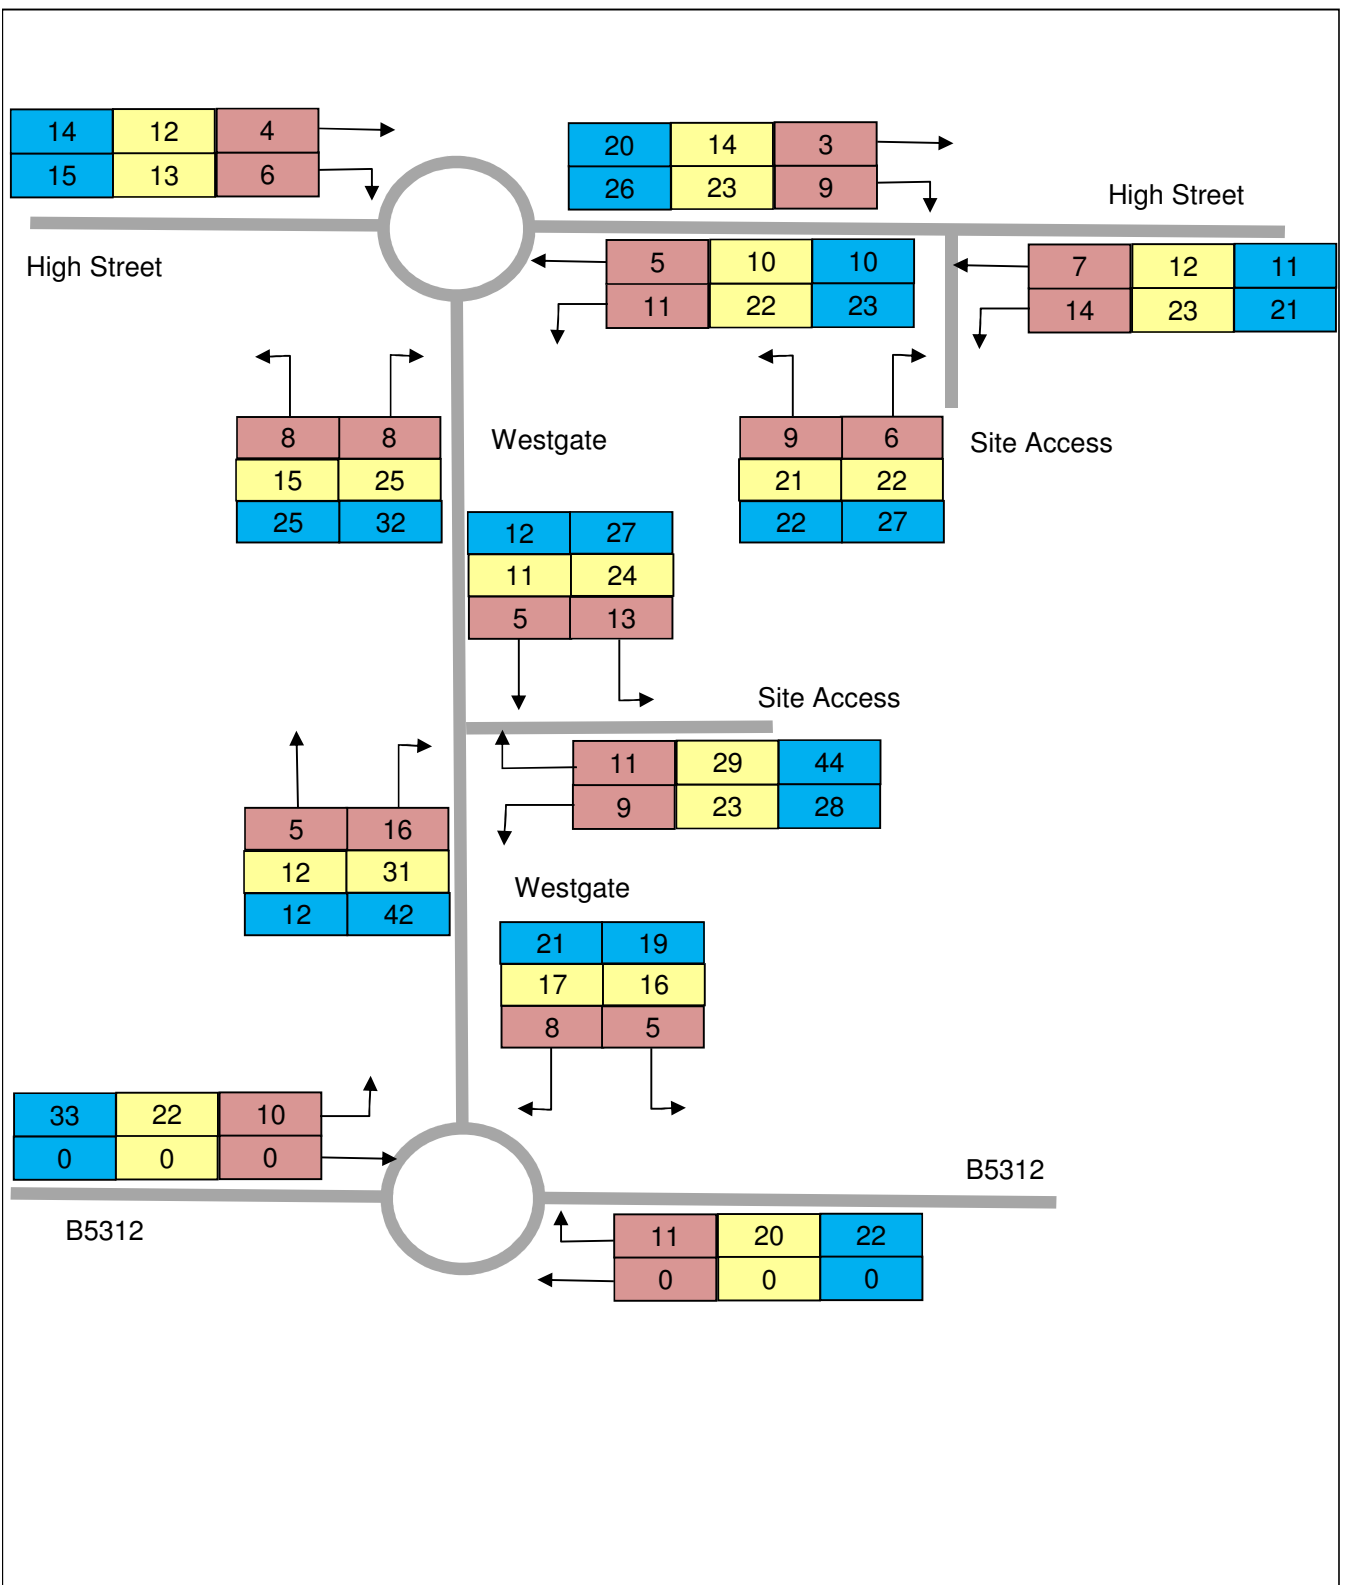 14 12 4
15 13 6
20 14 3
26 23 9
High Street
High Street
5 10 10
11 22 23
7 12 11
14 23 21
8 8
15 25
25 32
Westgate
9 6
21 22
22 27
Site Access
12 27
11 24
5 13
Site Access
11 29 44
9 23 28
5 16
12 31
12 42
Westgate
21 19
17 16
8 5
33 22 10
0 0 0
B5312
B5312
11 20 22
0 0 0